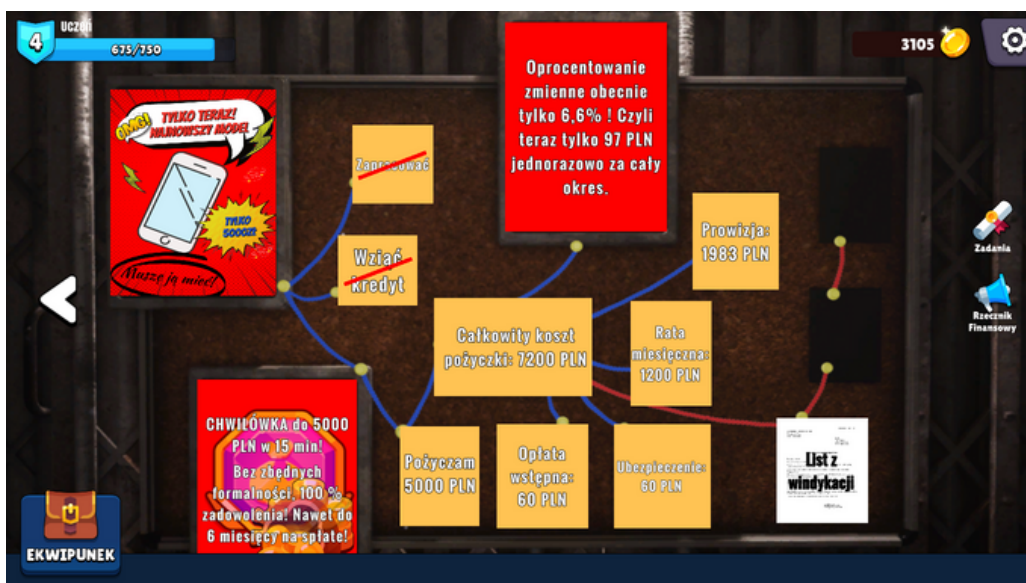 4
Uczeń
675/750
3105
OMG!
TYLKO TERAZ!
NAJNOWSZY MODEL
TYLKO
5000ZŁ
Muszę ją mieć!
Zapracować
Wziąć
kredyt
Oprocentowanie
zmienne obecnie
tylko 6,6% ! Czyli
teraz tylko 97 PLN
jednorazowo za cały
okres.
Prowizja:
1983 PLN
Całkowity koszt
pożyczki: 7200 PLN
Rata
miesięczna:
1200 PLN
CHWILÓWKA do 5000
PLN w 15 min!
Bez zbędnych
formalności, 100 %
zadowolenia! Nawet do
6 miesięcy na spłatę!
Pożyczam
5000 PLN
Opłata
wstępna:
60 PLN
Ubezpieczenie:
60 PLN
List z
windykacji
Zadania
Rzecznik
Finansowy
EKWIPUNEK